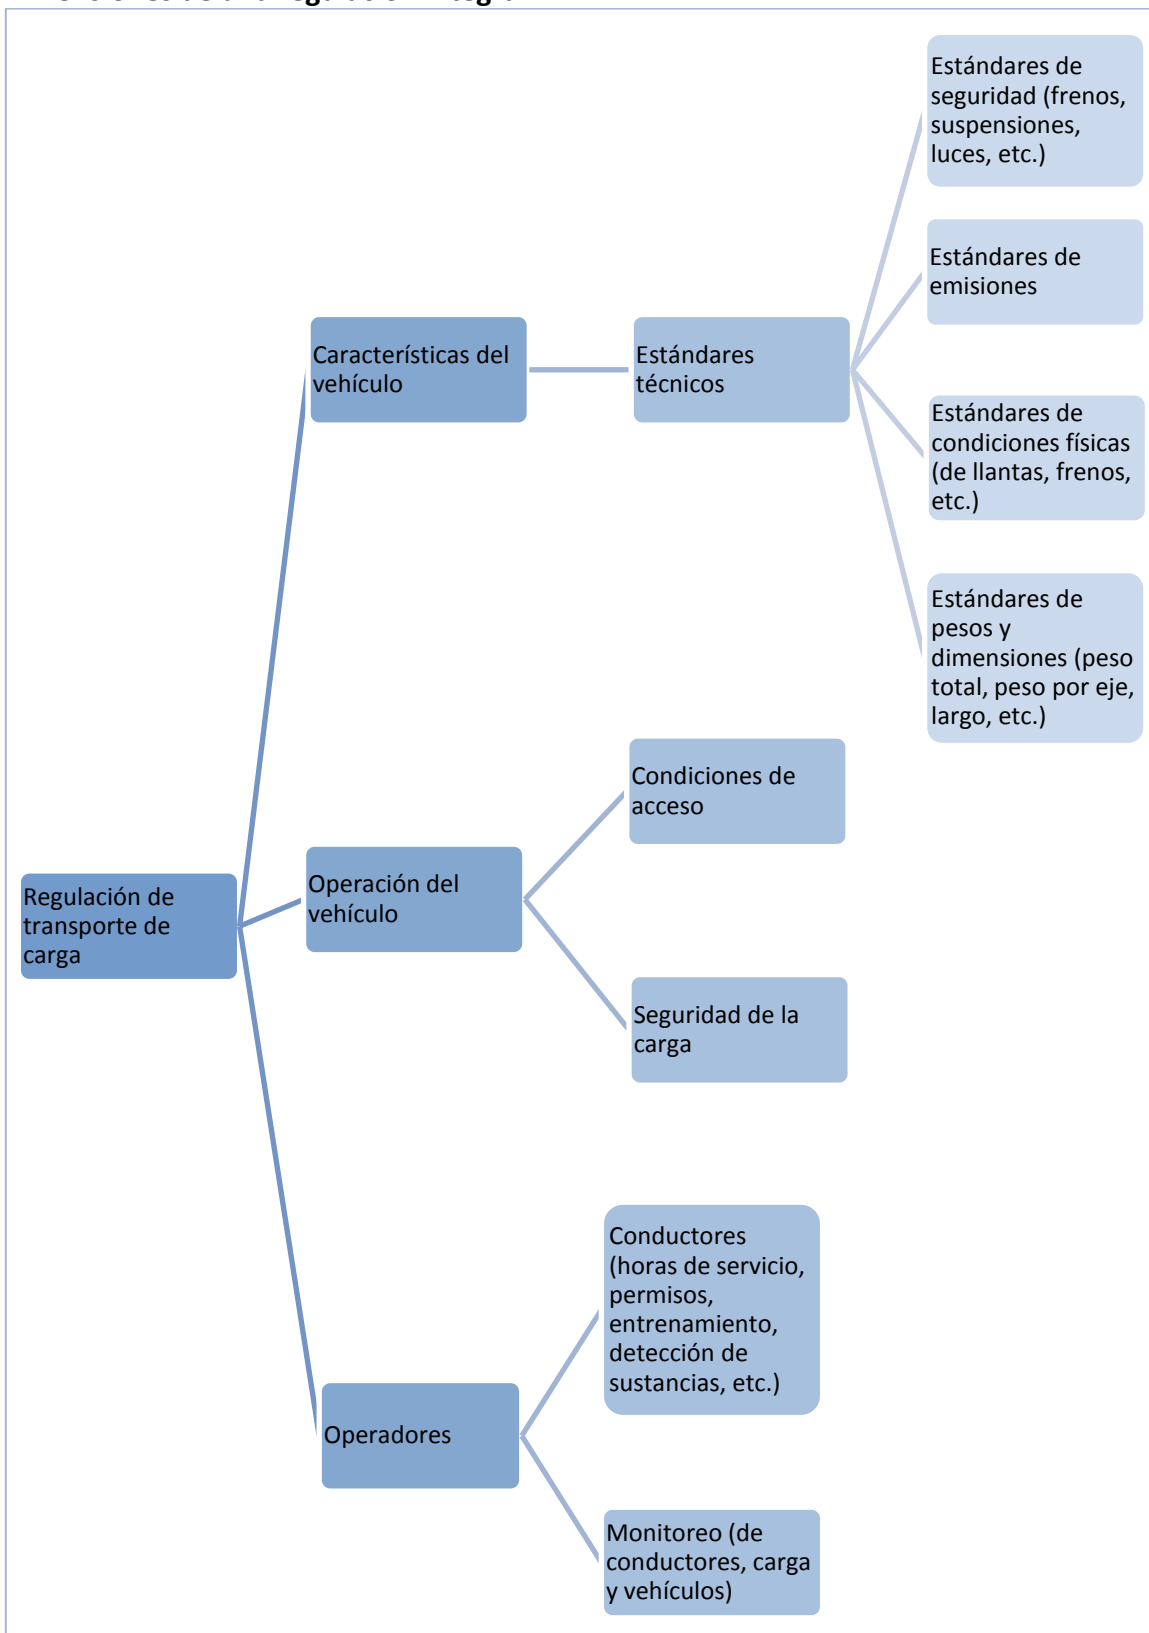 Estándares de
seguridad (frenos,
suspensiones,
luces, etc.)
Estándares de
emisiones
Característísticas del
vehículo
Estándares
técnicos
Estándares de
condiciones físicas
(de llantas, frenos,
etc.)
Estándares de
pesos y
dimensiones (peso
total, peso por eje,
largo, etc.)
Condiciones de
acceso
Regulación de
transporte de
carga
Operación del
vehículo
Seguridad de la
carga
Conductores
(horas de servicio,
permisos,
entrenamiento,
detección de
sustancias, etc.)
Operadores
Monitoreo (de
conductores, carga
y vehículos)